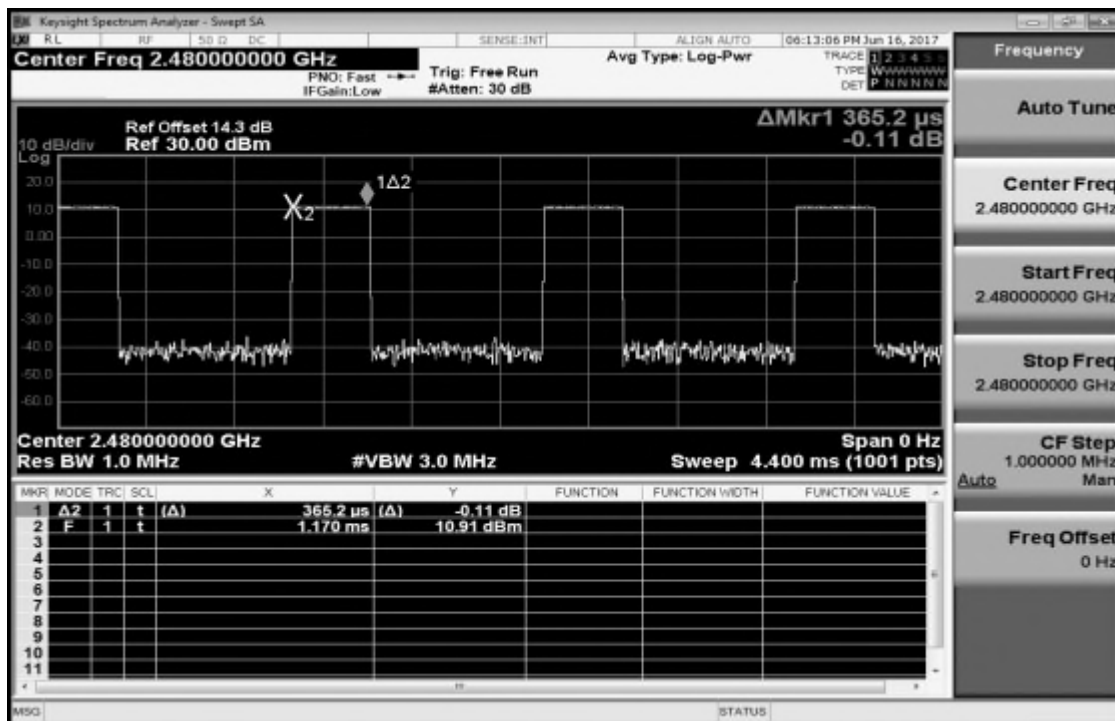 Keysight Spectrum Analyzer - Swept SA
RL RF 50 Ω DC SENSE:INT ALIGN AUTO 06:13:06 PM Jun 16, 2017
Center Freq 2.480000000 GHz
PNO: Fast
IFGain:Low
Trig: Free Run
#Atten: 30 dB
Avg Type: Log-Pwr
TRACE 1 2 3 4 5 6
TYPE WWWWWWW
DET P N N N N N
Ref Offset 14.3 dB
Ref 30.00 dBm
10 dB/div
Log
ΔMkr1 365.2 µs
-0.11 dB
20.0
10.0
0.00
-10.0
-20.0
-30.0
-40.0
-50.0
-60.0
X2
1Δ2
Center 2.480000000 GHz
Span 0 Hz
Res BW 1.0 MHz
#VBW 3.0 MHz
Sweep 4.400 ms (1001 pts)
MKR MODE TRC SCL X Y FUNCTION FUNCTION WIDTH FUNCTION VALUE
1 Δ2 1 t (Δ) 365.2 µs (Δ) -0.11 dB
2 F 1 t 1.170 ms 10.91 dBm
3
4
5
6
7
8
9
10
11
MSG
STATUS
Frequency
Auto Tune
Center Freq
2.480000000 GHz
Start Freq
2.480000000 GHz
Stop Freq
2.480000000 GHz
CF Step
1.000000 MHz
Auto Man
Freq Offset
0 Hz